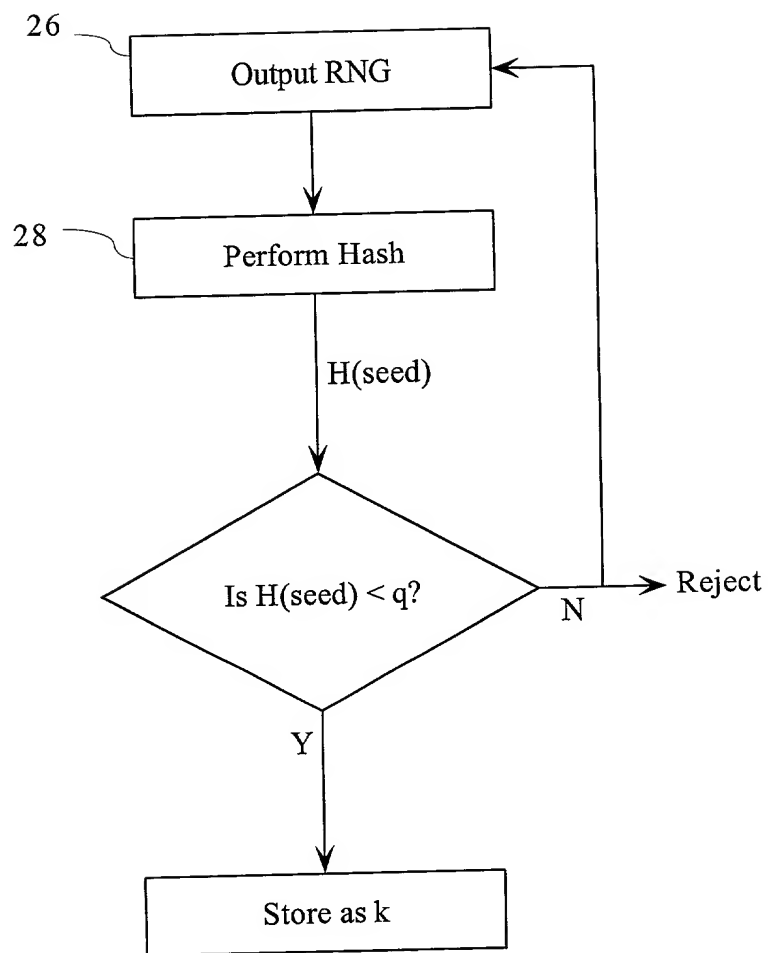 26
Output RNG
28
Perform Hash
H(seed)
Is H(seed) < q?
N
Reject
Y
Store as k